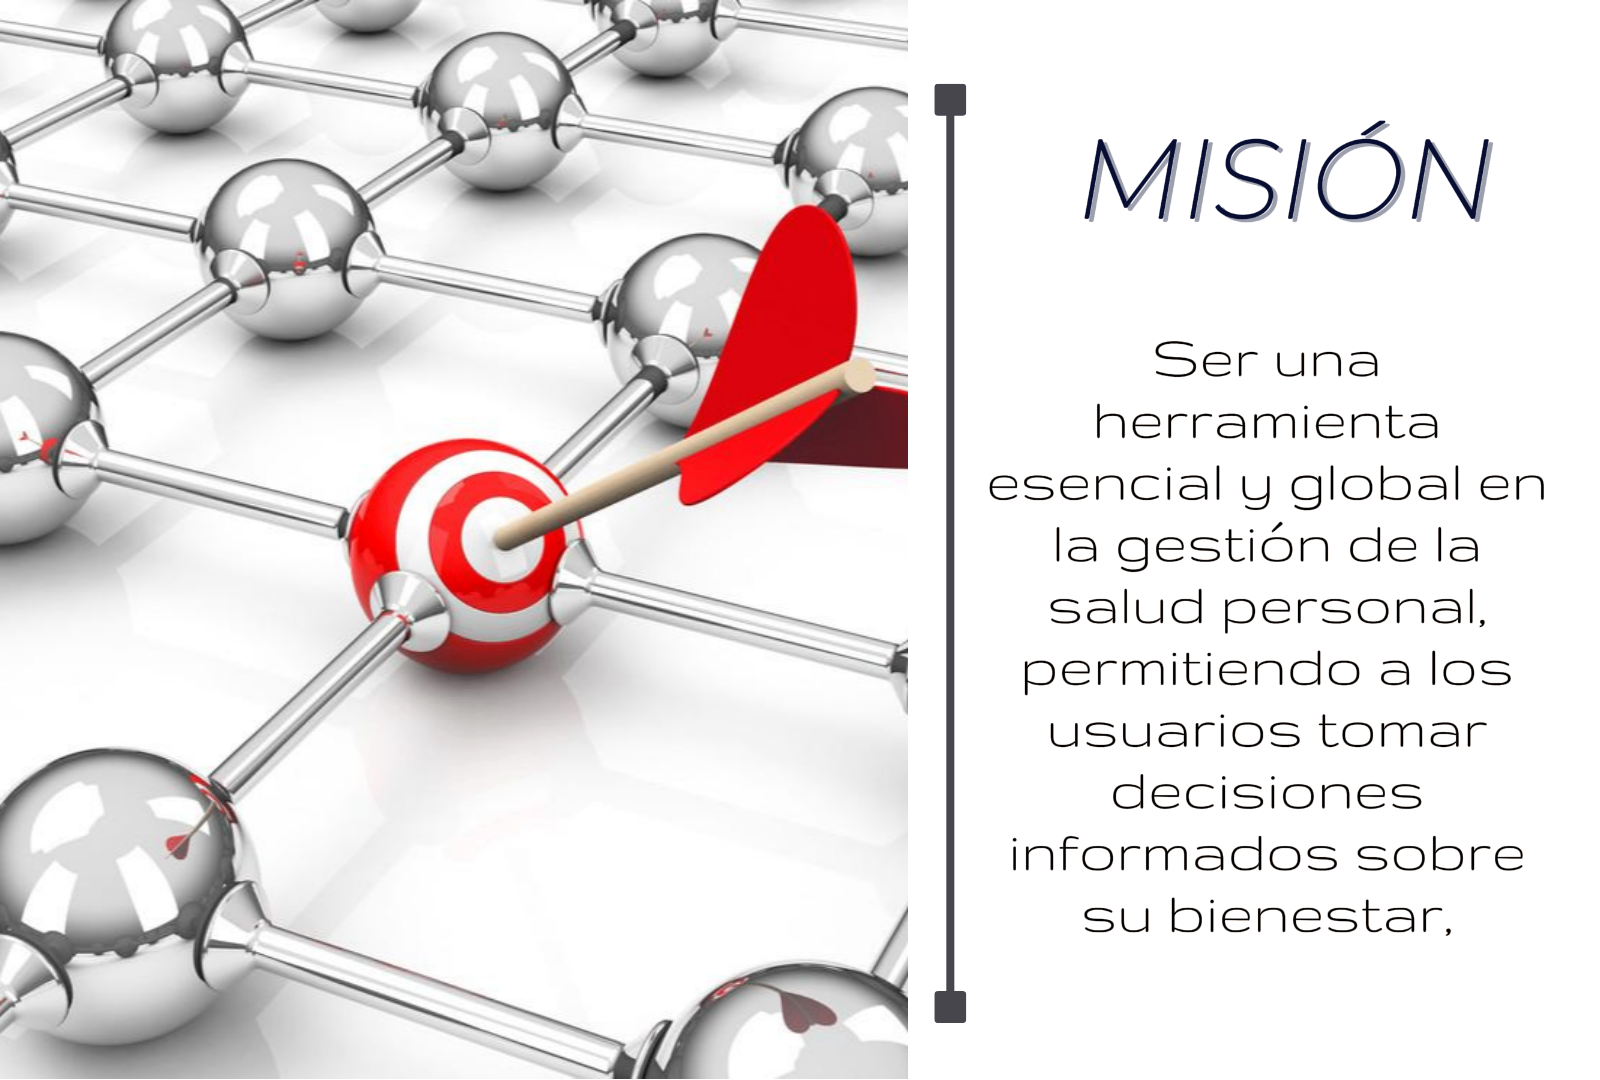 MISIÓN
Ser una
herramienta
esencial y global en
la gestión de la
salud personal,
permitiendo a los
usuarios tomar
decisiones
informados sobre
su bienestar,